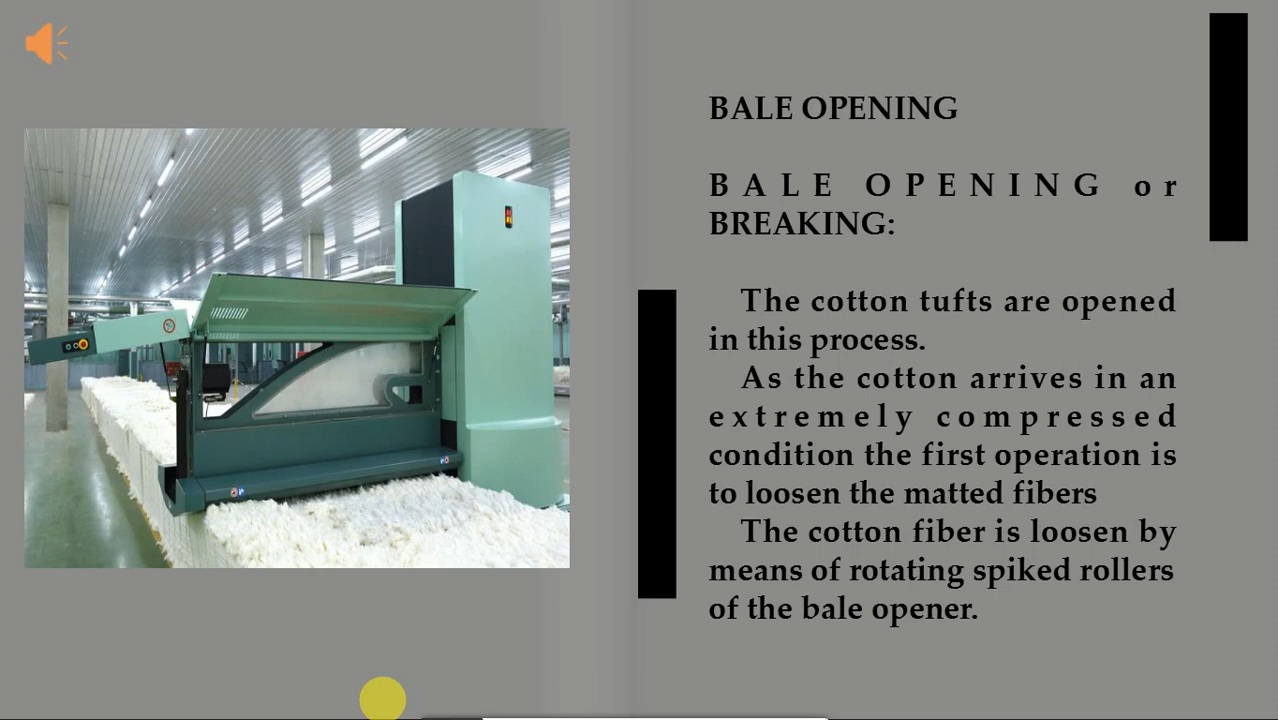 BALE OPENING
BALE OPENING or
BREAKING:
The cotton tufts are opened
in this process.
As the cotton arrives in an
extremely compressed
condition the first operation is
to loosen the matted fibers
The cotton fiber is loosen by
means of rotating spiked rollers
of the bale opener.